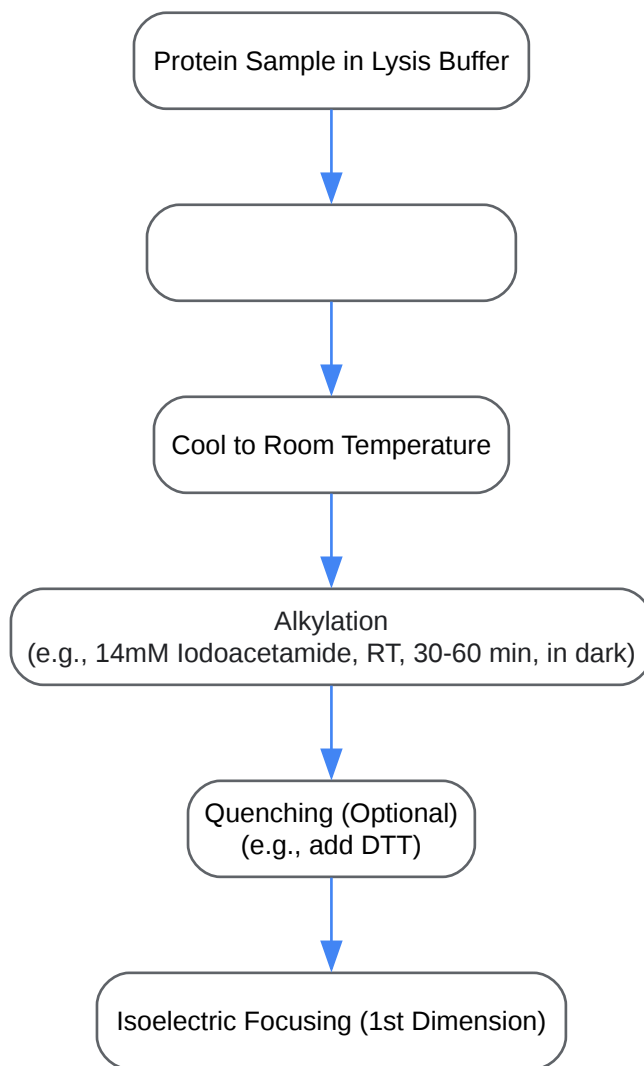 Protein Sample in Lysis Buffer
Cool to Room Temperature
Alkylation
(e.g., 14mM Iodoacetamide, RT, 30-60 min, in dark)
Quenching (Optional)
(e.g., add DTT)
Isoelectric Focusing (1st Dimension)